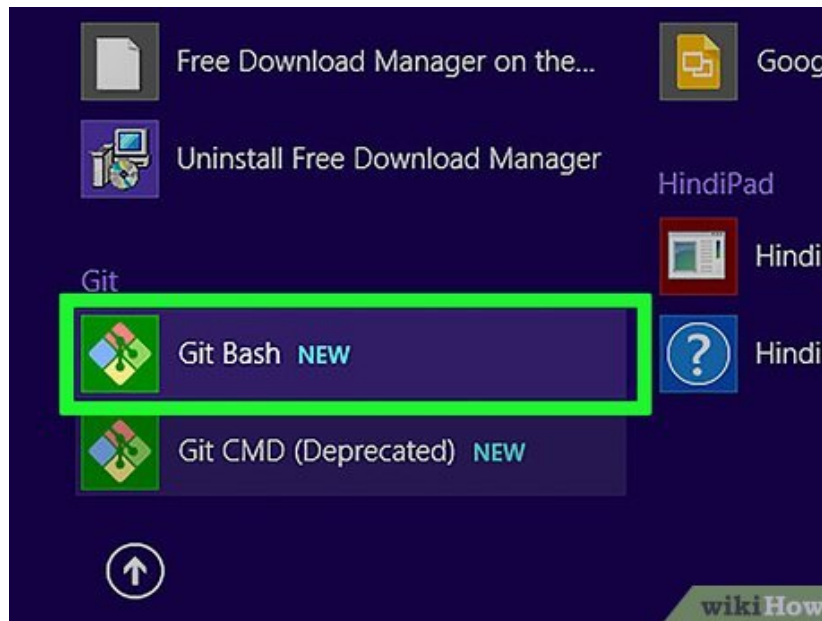 Free Download Manager on the...
Uninstall Free Download Manager
Git
Git Bash NEW
Git CMD (Deprecated) NEW
Goog
HindiPad
Hindi
?
Hindi
wikiHow